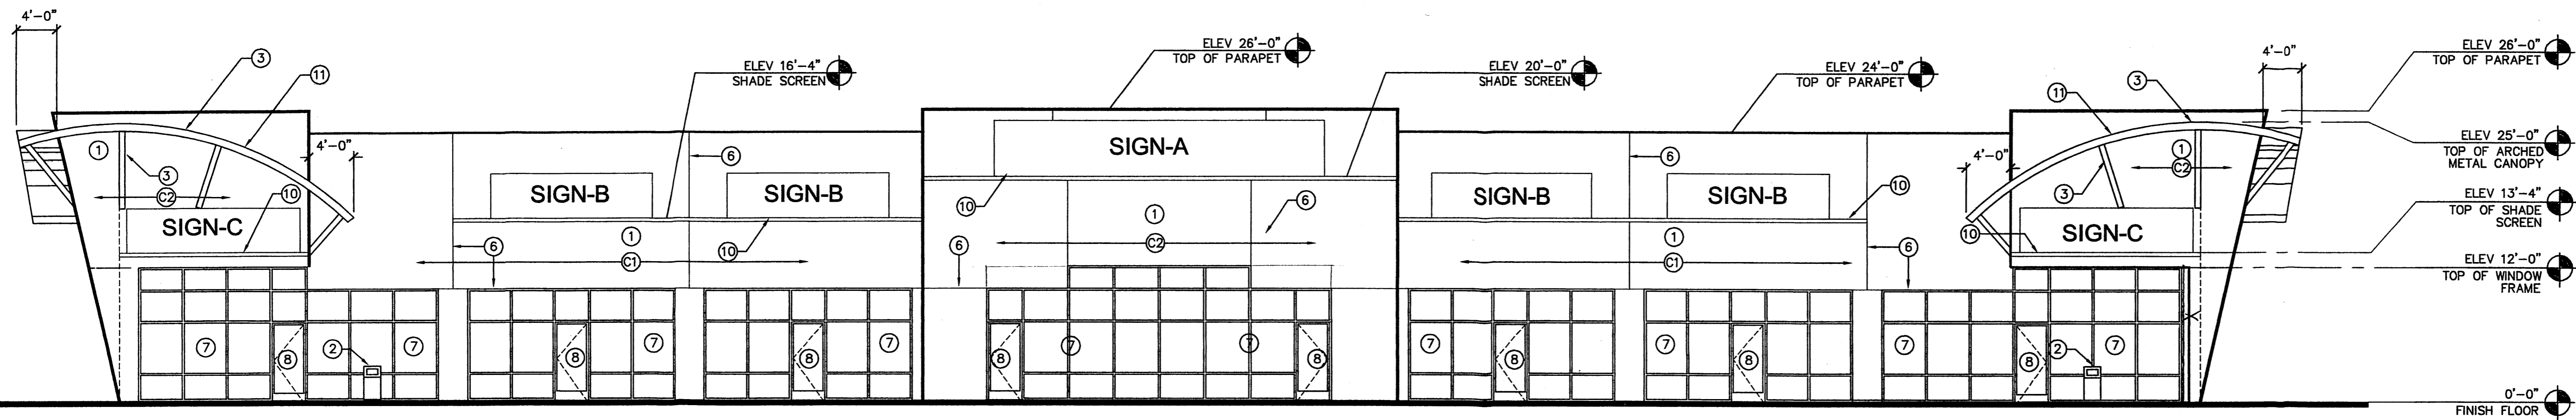 4'-0"
3
11
ELEV 16'-4"
SHADE SCREEN
ELEV 26'-0"
TOP OF PARAPET
ELEV 20'-0"
SHADE SCREEN
ELEV 24'-0"
TOP OF PARAPET
11
3
4'-0"
ELEV 26'-0"
TOP OF PARAPET
1
4'-0"
3
C2
10
SIGN-C
SIGN-B
6
SIGN-B
10
SIGN-A
10
1
6
C2
6
6
SIGN-B
SIGN-B
10
4'-0"
3
1
C2
10
SIGN-C
ELEV 25'-0"
TOP OF ARCHED
METAL CANOPY
ELEV 13'-4"
TOP OF SHADE
SCREEN
6
1
C1
1
C1
6
ELEV 12'-0"
TOP OF WINDOW
FRAME
7
8
2
7
8
7
8
7
8
7
7
8
7
8
7
8
7
8
2
7
0'-0"
FINISH FLOOR